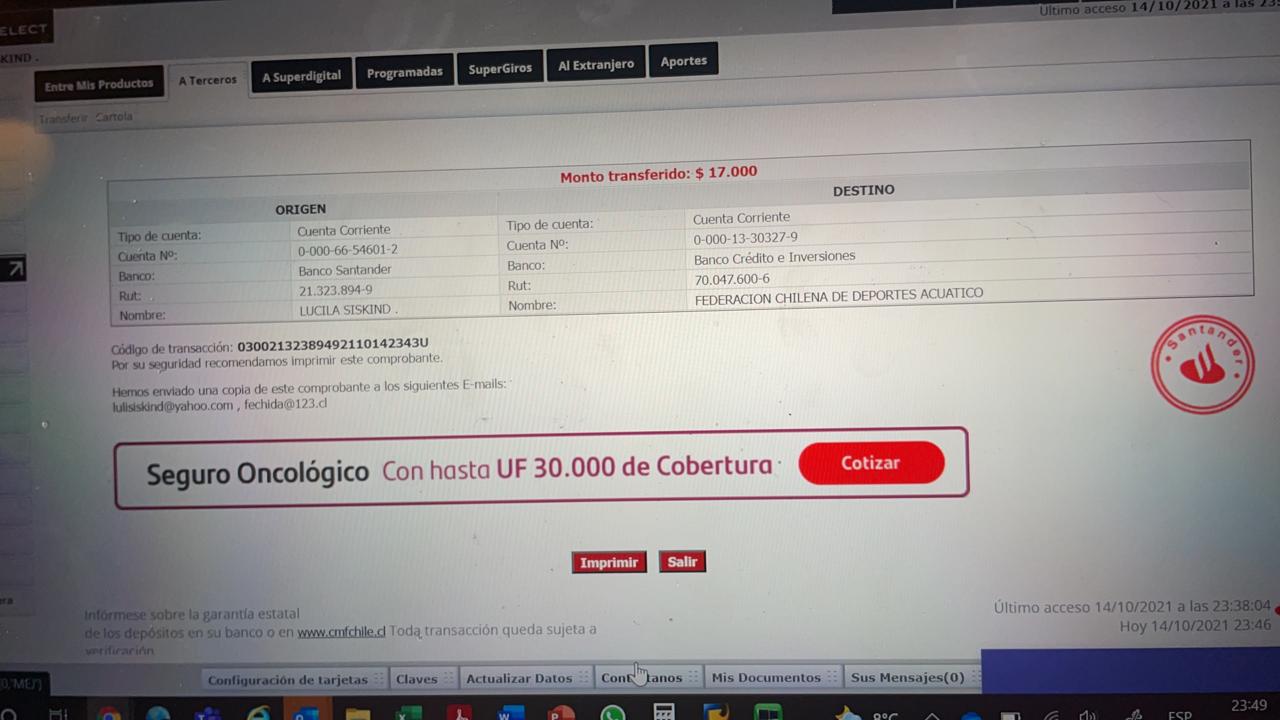 ELECT
Último acceso 14/10/2021 a las 23:
KIND .
Entre Mis Productos A Terceros A Superdigital Programadas SuperGiros Al Extranjero Aportes
Transferir Cartola
Monto transferido: $ 17.000
ORIGEN DESTINO
Tipo de cuenta: Cuenta Corriente Tipo de cuenta: Cuenta Corriente
Cuenta Nº: 0-000-66-54601-2 Cuenta Nº: 0-000-13-30327-9
Banco: Banco Santander Banco: Banco Crédito e Inversiones
Rut: 21.323.894-9 Rut: 70.047.600-6
Nombre: LUCILA SISKIND . Nombre: FEDERACION CHILENA DE DEPORTES ACUATICO
Código de transacción: 030021323894921101423​43U
Por su seguridad recomendamos imprimir este comprobante.
Hemos enviado una copia de este comprobante a los siguientes E-mails:
lulisiskind@yahoo.com , fechida@123.cl
Santander
Seguro Oncológico Con hasta UF 30.000 de Cobertura Cotizar
Imprimir Salir
Infórmese sobre la garantía estatal
de los depósitos en su banco o en www.cmfchile.cl Toda transacción queda sujeta a
verificación
Último acceso 14/10/2021 a las 23:38:04
Hoy 14/10/2021 23:46
Configuración de tarjetas Claves Actualizar Datos Cont tanos Mis Documentos Sus Mensajes(0)
8°C ESP 23:49